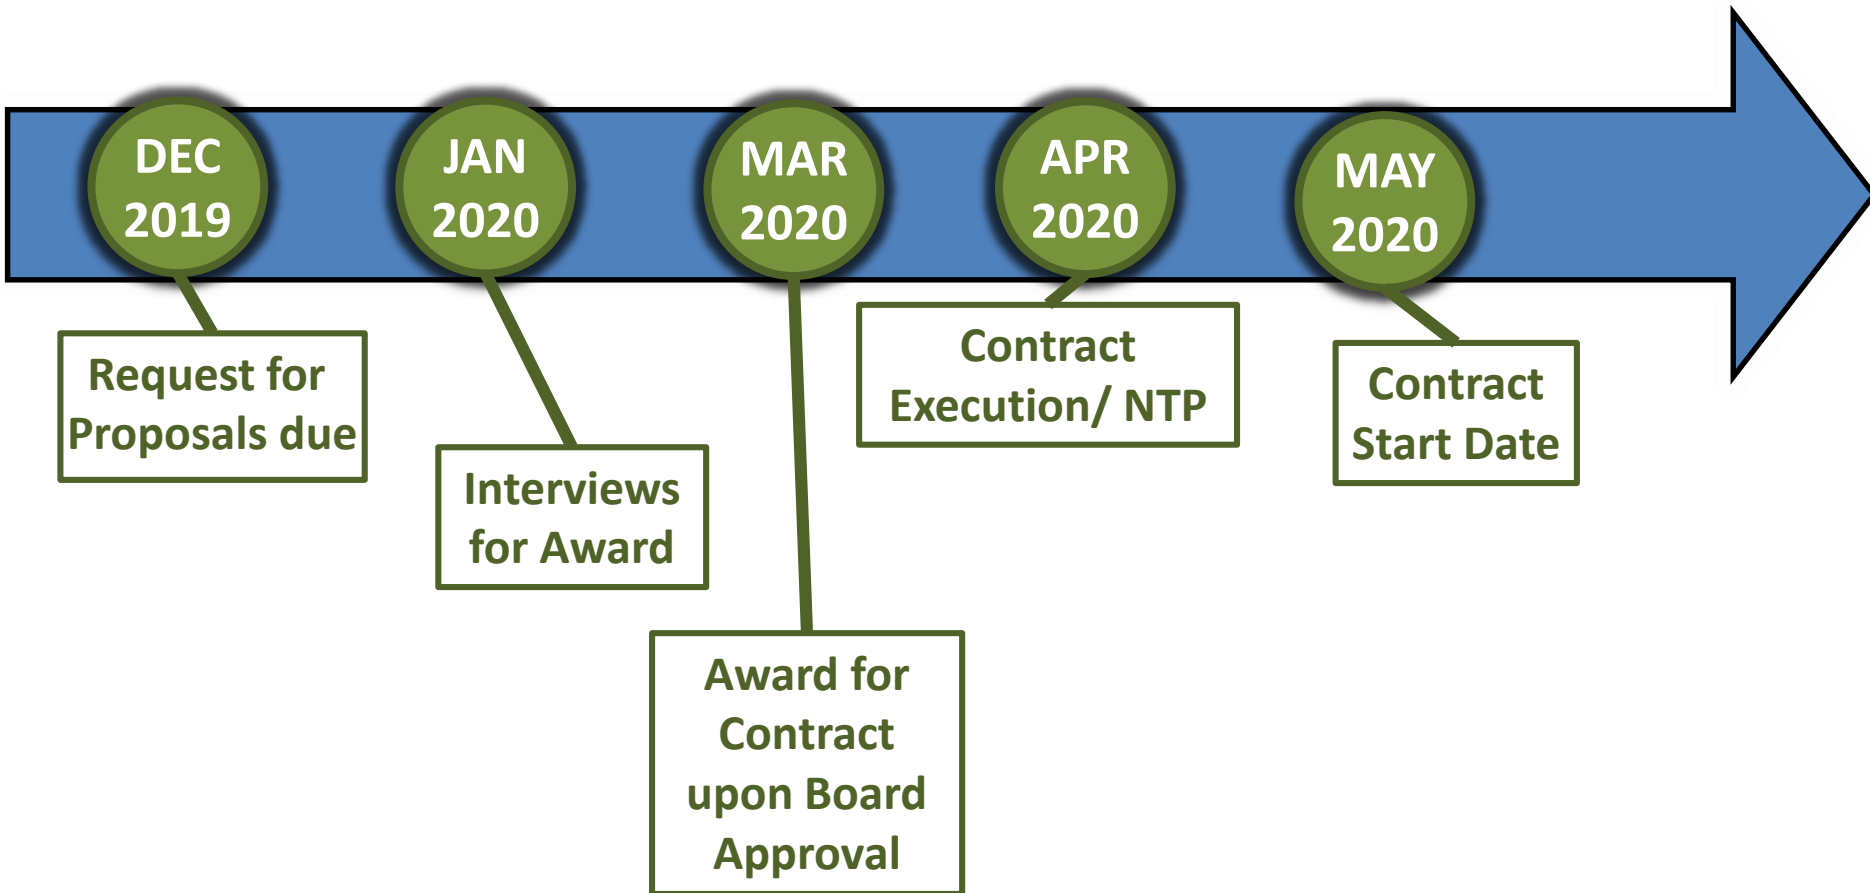 DEC
2019
JAN
2020
MAR
2020
APR
2020
MAY
2020
Request for
Proposals due
Interviews
for Award
Award for
Contract
upon Board
Approval
Contract
Execution/ NTP
Contract
Start Date